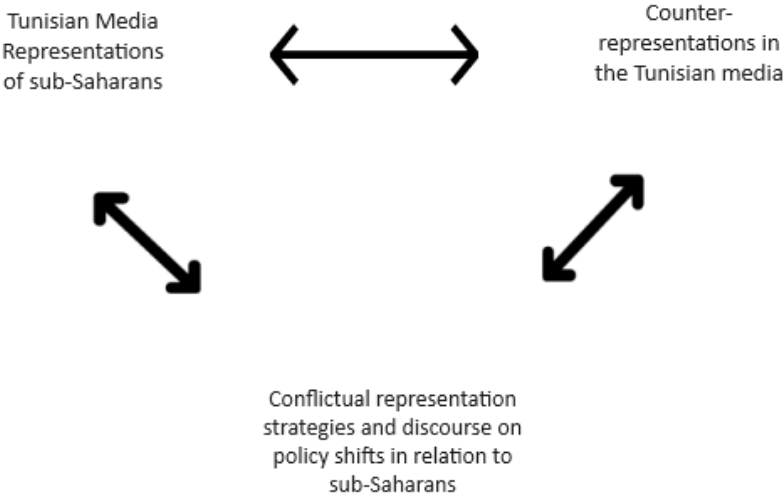 Tunisian Media
Representations
of sub-Saharans
Counter-
representations in
the Tunisian media
Conflictual representation
strategies and discourse on
policy shifts in relation to
sub-Saharans